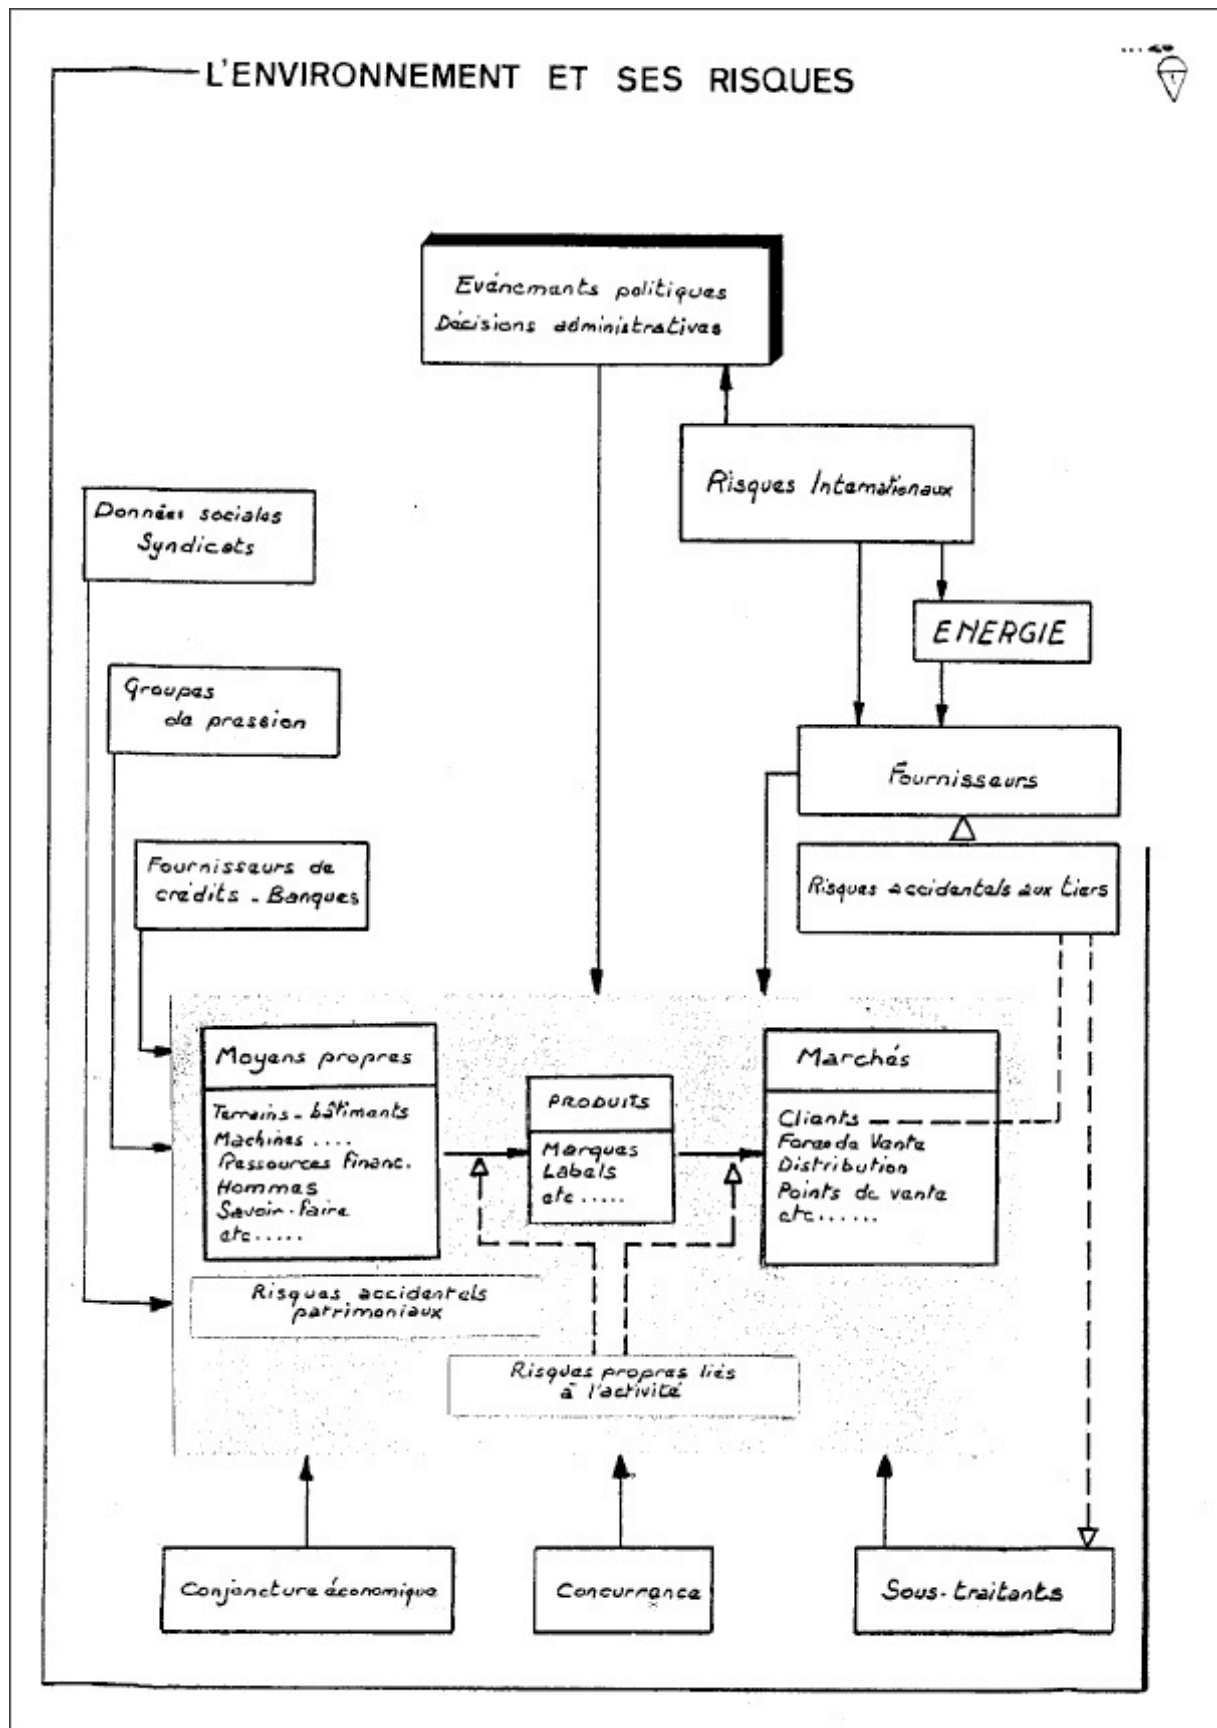 L'ENVIRONNEMENT ET SES RISQUES
Evénements politiques
Décisions administratives
Risques Internationaux
Données sociales
Syndicats
ENERGIE
Groupes
de pression
Fournisseurs
Fournisseurs de
crédits - Banques
Risques accidentels aux tiers
Moyens propres
Terrains - bâtiments
Machines ....
Ressources financ.
Hommes
Savoir-faire
etc .....
PRODUITS
Marques
Labels
etc .....
Marchés
Clients
Force de Vente
Distribution
Points de vente
etc ......
Risques accidentels
patrimoniaux
Risques propres liés
à l'activité
Conjoncture économique
Concurrance
Sous-traitants